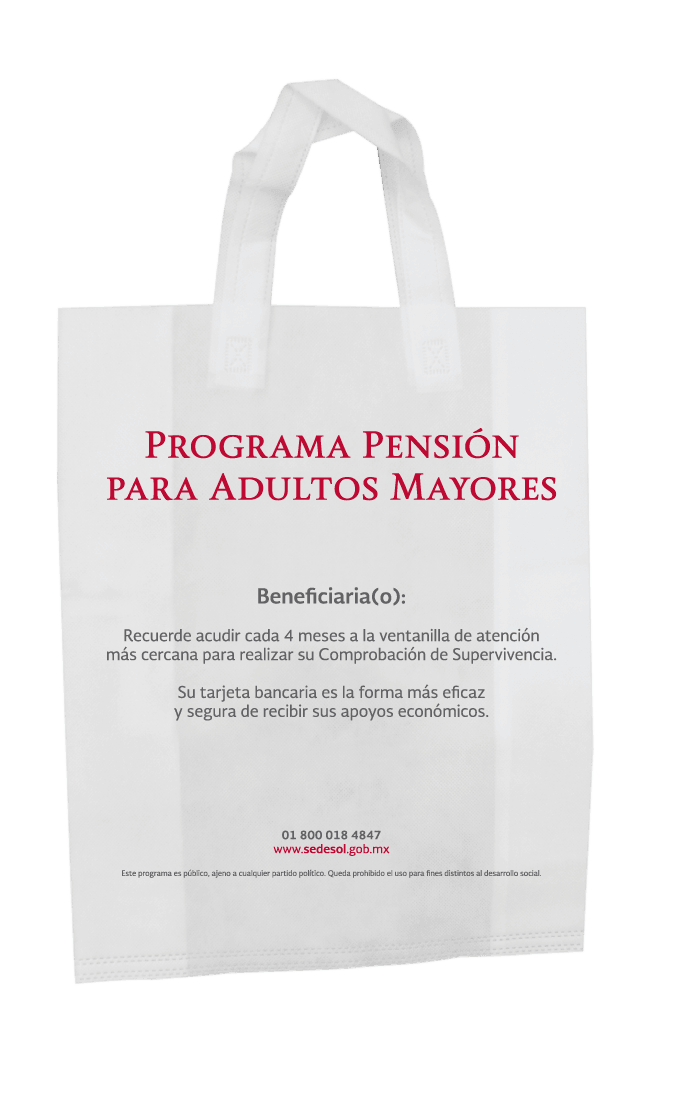 PROGRAMA PENSIÓN
PARA ADULTOS MAYORES
Beneficiaria(o):
Recuerde acudir cada 4 meses a la ventanilla de atención
más cercana para realizar su Comprobación de Supervivencia.
Su tarjeta bancaria es la forma más eficaz
y segura de recibir sus apoyos económicos.
01 800 018 4847
www.sedesol.gob.mx
Este programa es público, ajeno a cualquier partido político. Queda prohibido el uso para fines distintos al desarrollo social.